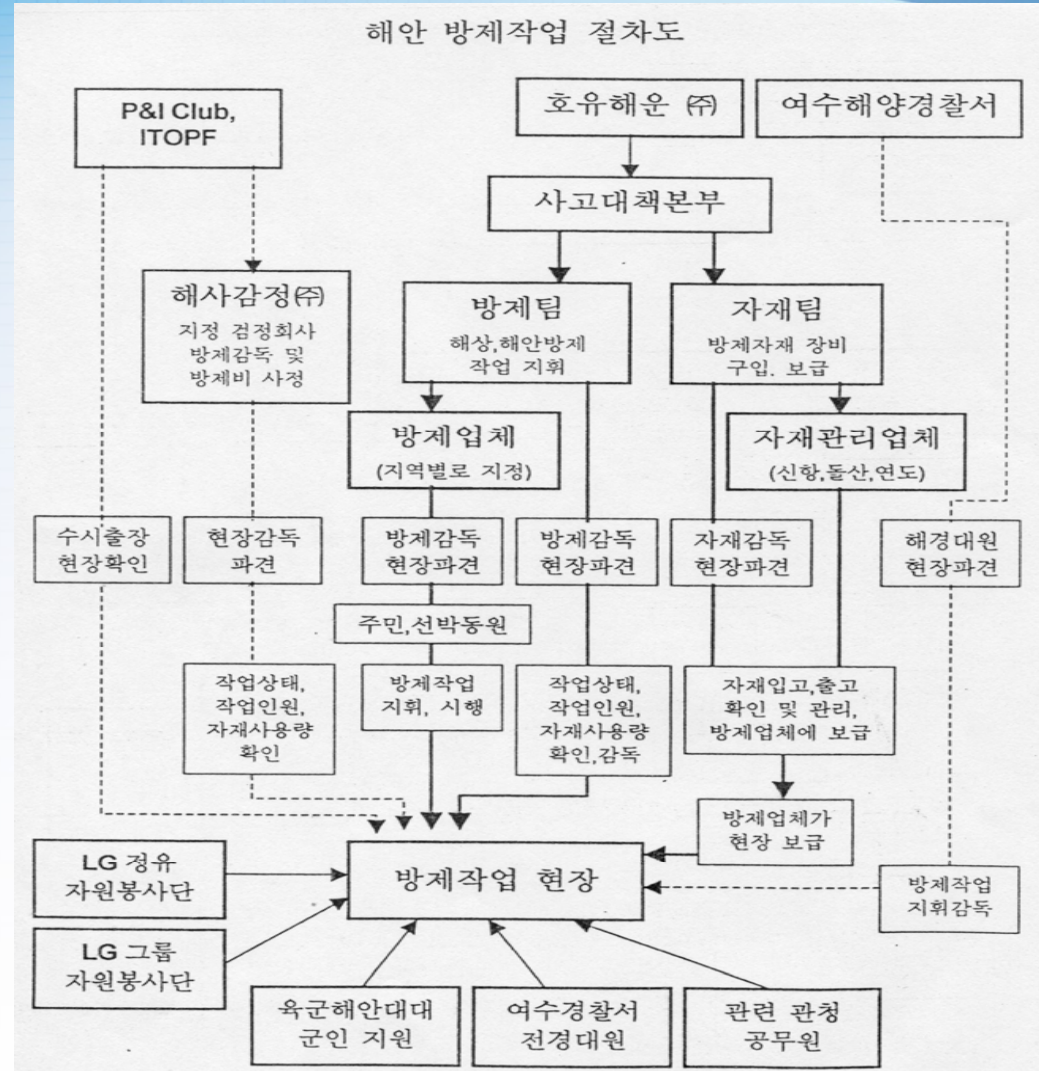 해안 방제작업 절차도
P&I Club,
ITOPF
호유해운 ㈜
여수해양경찰서
사고대책본부
해사감정㈜
지정 검정회사
방제감독 및
방제비 사정
방제팀
해상,해안방제
작업 지휘
자재팀
방제자재 장비
구입. 보급
방제업체
(지역별로 지정)
자재관리업체
(신항,돌산,연도)
수시출장
현장확인
현장감독
파견
방제감독
현장파견
방제감독
현장파견
자재감독
현장파견
해경대원
현장파견
주민,선박동원
작업상태,
작업인원,
자재사용량
확인
방제작업
지휘, 시행
작업상태,
작업인원,
자재사용량
확인,감독
자재입고,출고
확인 및 관리,
방제업체에 보급
방제업체가
현장 보급
LG 정유
자원봉사단
방제작업 현장
방제작업
지휘감독
LG 그룹
자원봉사단
육군해안대대
군인 지원
여수경찰서
전경대원
관련 관청
공무원